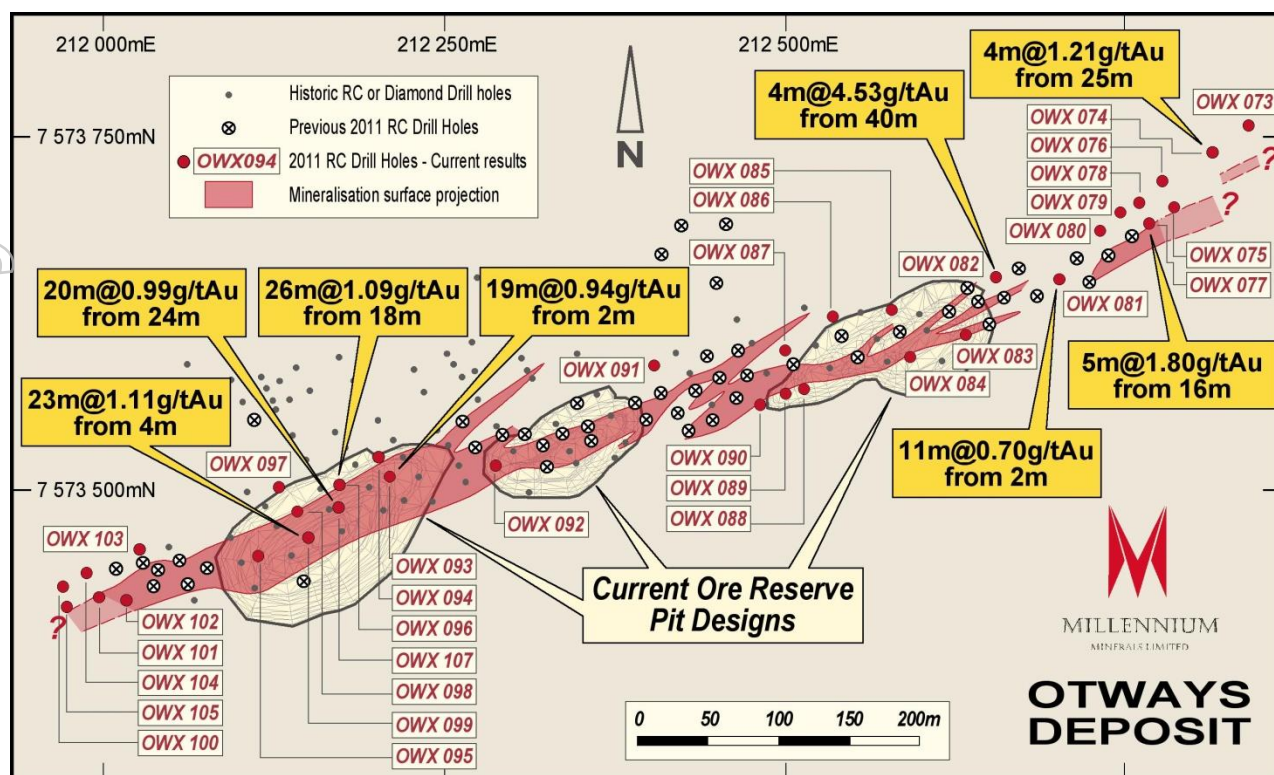 212 000mE
212 250mE
212 500mE
7 573 750mN
7 573 500mN
Historic RC or Diamond Drill holes
Previous 2011 RC Drill Holes
OWX094 2011 RC Drill Holes - Current results
Mineralisation surface projection
N
4m@4.53g/tAu
from 40m
4m@1.21g/tAu
from 25m
OWX 073
OWX 074
OWX 076
OWX 078
OWX 079
OWX 080
OWX 085
OWX 086
OWX 087
OWX 082
?
?
OWX 075
OWX 077
OWX 081
20m@0.99g/tAu
from 24m
26m@1.09g/tAu
from 18m
19m@0.94g/tAu
from 2m
23m@1.11g/tAu
from 4m
OWX 091
OWX 083
OWX 084
5m@1.80g/tAu
from 16m
11m@0.70g/tAu
from 2m
OWX 097
OWX 090
OWX 089
OWX 088
OWX 092
OWX 103
?
OWX 102
OWX 101
OWX 104
OWX 105
OWX 100
OWX 093
OWX 094
OWX 096
OWX 107
OWX 098
OWX 099
OWX 095
Current Ore Reserve
Pit Designs
0 50 100 150 200m
MILLENNIUM
MINERALS LIMITED
OTWAYS
DEPOSIT